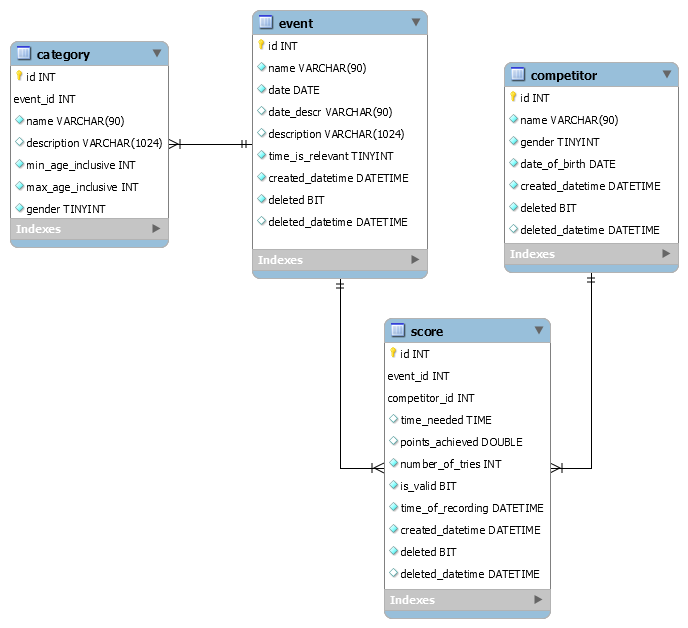 category
id INT
event_id INT
name VARCHAR(90)
description VARCHAR(1024)
min_age_inclusive INT
max_age_inclusive INT
gender TINYINT
Indexes
event
id INT
name VARCHAR(90)
date DATE
date_descr VARCHAR(90)
description VARCHAR(1024)
time_is_relevant TINYINT
created_datetime DATETIME
deleted BIT
deleted_datetime DATETIME
Indexes
competitor
id INT
name VARCHAR(90)
gender TINYINT
date_of_birth DATE
created_datetime DATETIME
deleted BIT
deleted_datetime DATETIME
Indexes
score
id INT
event_id INT
competitor_id INT
time_needed TIME
points_achieved DOUBLE
number_of_tries INT
is_valid BIT
time_of_recording DATETIME
created_datetime DATETIME
deleted BIT
deleted_datetime DATETIME
Indexes